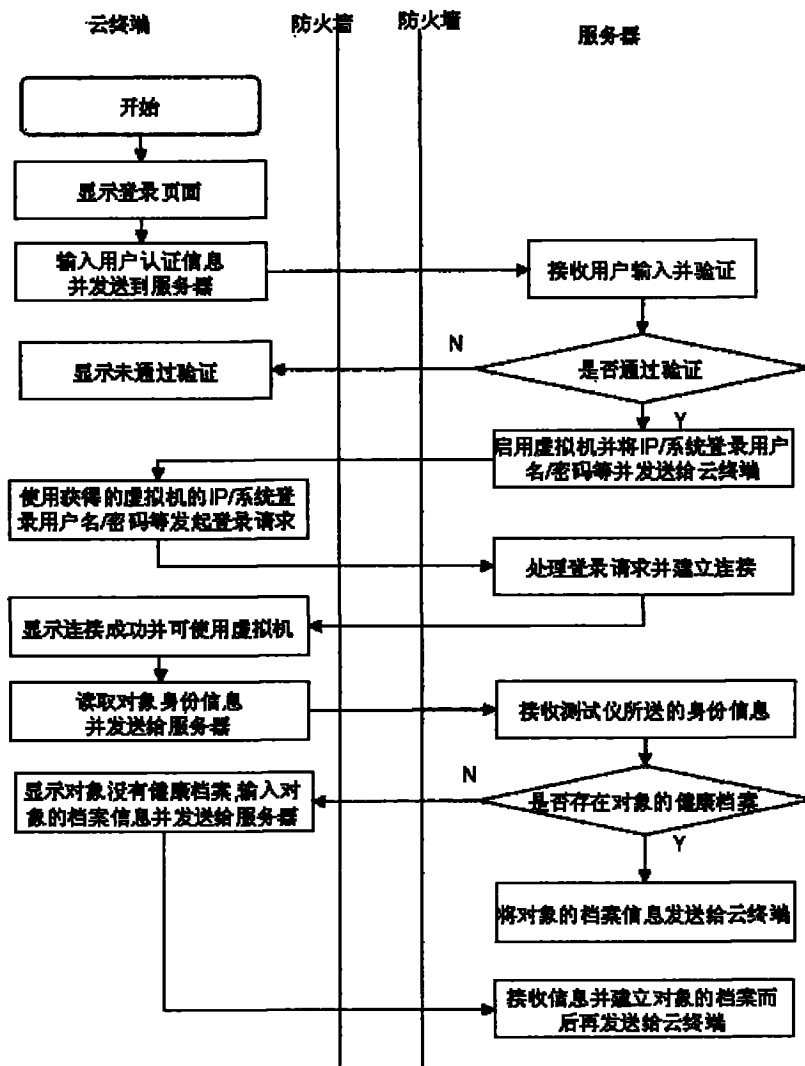 云终端
防火墙
防火墙
服务器
开始
显示登录页面
输入用户认证信息
并发送到服务器
接收用户输入并验证
N
显示未通过验证
是否通过验证
Y
启用虚拟机并将IP/系统登录用户
名/密码等并发送给云终端
使用获得的虚拟机的IP/系统登
录用户名/密码等发起登录请求
处理登录请求并建立连接
显示连接成功并可使用虚拟机
读取对象身份信息
并发送给服务器
接收测试仪所送的身份信息
N
显示对象没有健康档案,输入对
象的档案信息并发送给服务器
是否存在对象的健康档案
Y
将对象的档案信息发送给云终端
接收信息并建立对象的档案而
后再发送给云终端